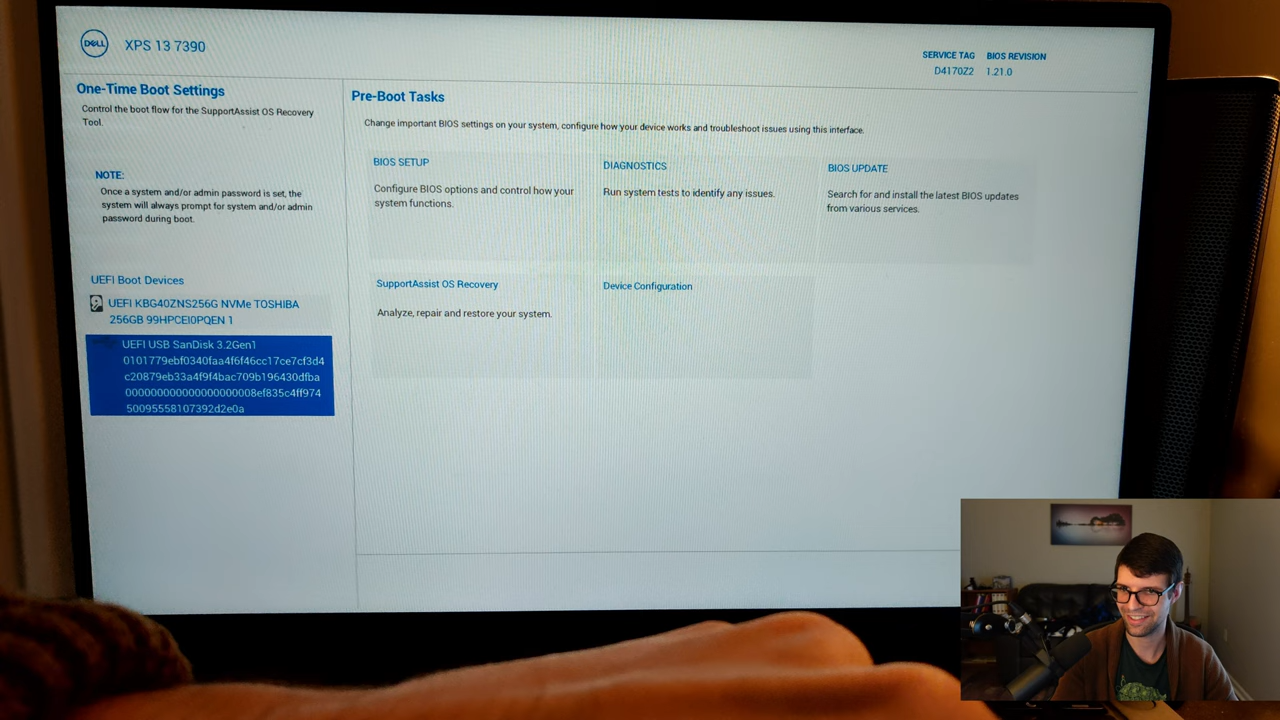 DELL
XPS 13 7390
SERVICE TAG
D4170Z2
BIOS REVISION
1.21.0
One-Time Boot Settings
Control the boot flow for the SupportAssist OS Recovery
Tool.
NOTE:
Once a system and/or admin password is set, the
system will always prompt for system and/or admin
password during boot.
UEFI Boot Devices
UEFI KBG40ZNS256G NVMe TOSHIBA
256GB 99HPCEI0PQEN 1
UEFI USB SanDisk 3.2Gen1
0101779ebf0340faa4f6f46cc17ce7cf3d4
c20879eb33a4f9f4bac709b196430dfba
000000000000000000008ef835c4ff974
50095558107392d2e0a
Pre-Boot Tasks
Change important BIOS settings on your system, configure how your device works and troubleshoot issues using this interface.
BIOS SETUP
Configure BIOS options and control how your
system functions.
DIAGNOSTICS
Run system tests to identify any issues.
BIOS UPDATE
Search for and install the latest BIOS updates
from various services.
SupportAssist OS Recovery
Analyze, repair and restore your system.
Device Configuration